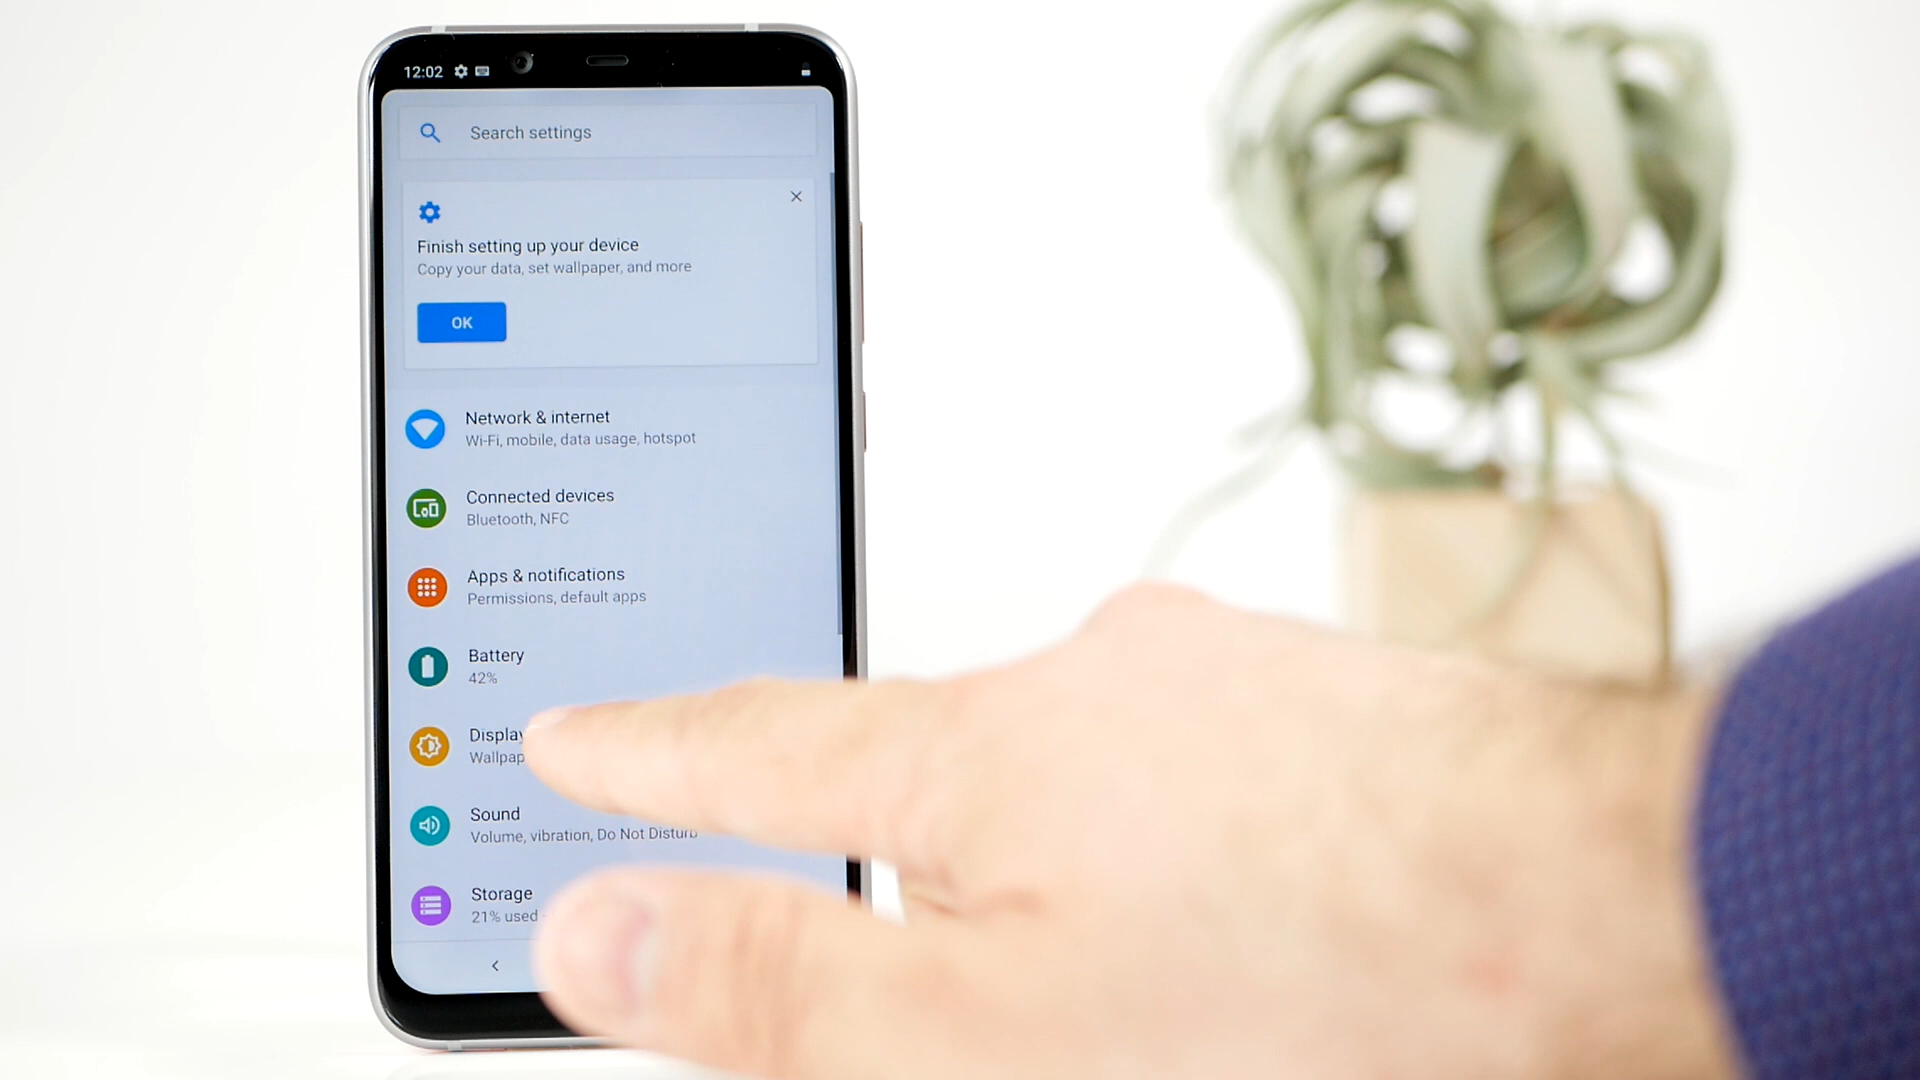 12:02
Search settings
Finish setting up your device
Copy your data, set wallpaper, and more
OK
Network & internet
Wi-Fi, mobile, data usage, hotspot
Connected devices
Bluetooth, NFC
Apps & notifications
Permissions, default apps
Battery
42%
Display
Wallpap
Sound
Volume, vibration, Do Not Disturb
Storage
21% used -